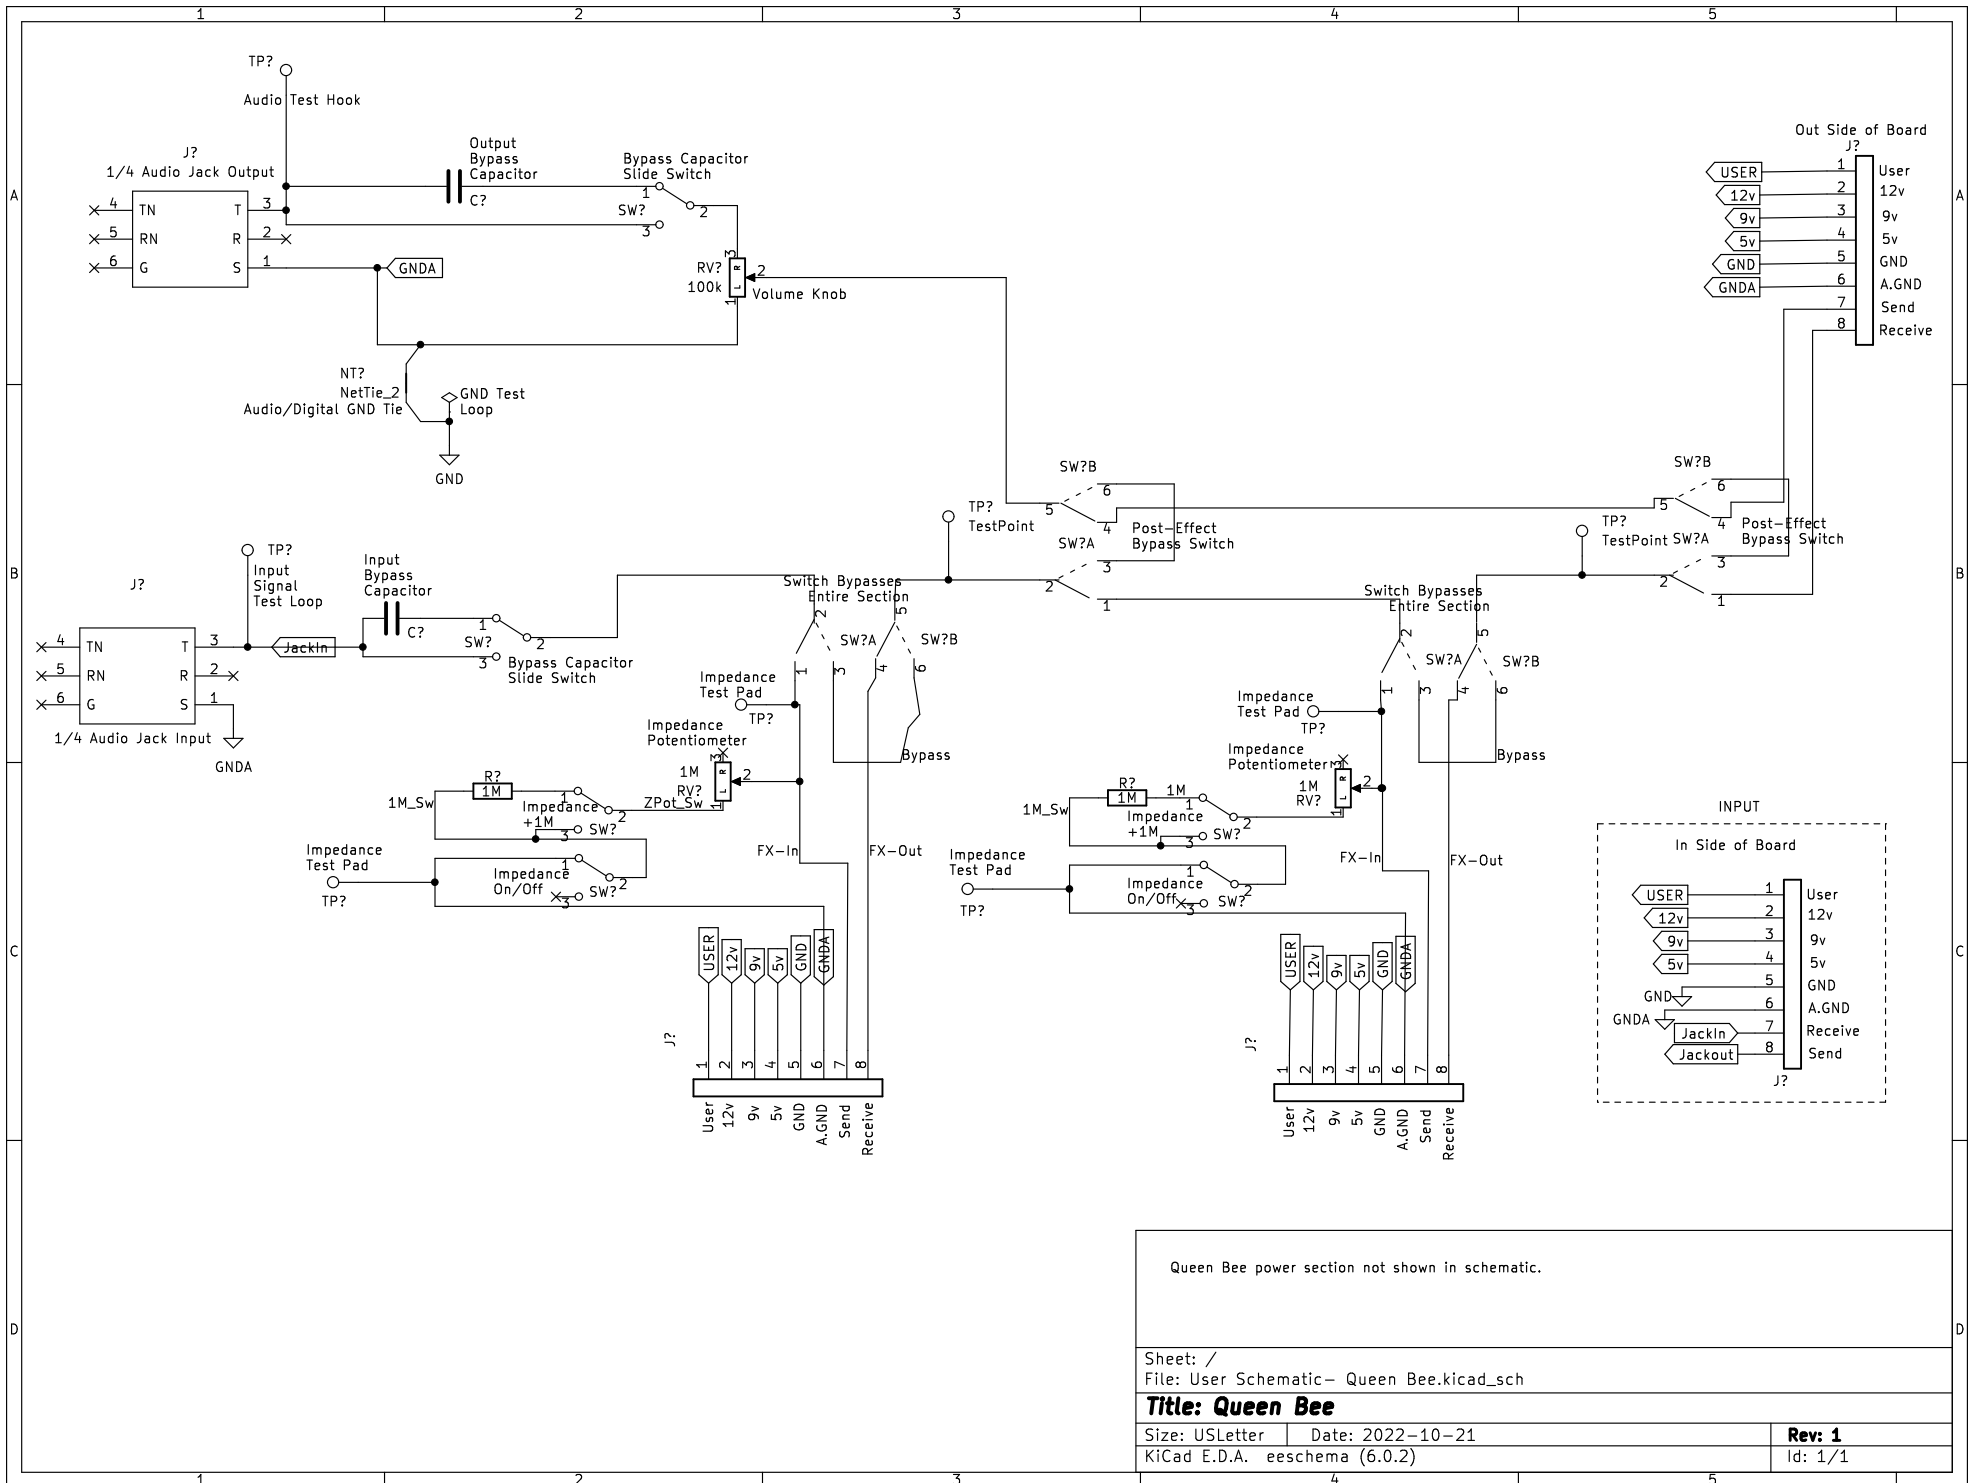 1 2 3 4 5
A
B
C
D
A
B
C
D
TP?
Audio Test Hook
J?
1/4 Audio Jack Output
4 TN T 3
5 RN R 2
6 G S 1
Output
Bypass
Capacitor
C?
Bypass Capacitor
Slide Switch
1
SW?
2
3
GNDA
RV?
100k
3
2
1
Volume Knob
NT?
NetTie_2
Audio/Digital GND Tie
GND Test
Loop
GND
Out Side of Board
J?
USER 1 User
12v 2 12v
9v 3 9v
5v 4 5v
GND 5 GND
GNDA 6 A.GND
7 Send
8 Receive
J?
4 TN T 3
5 RN R 2
6 G S 1
1/4 Audio Jack Input
GNDA
TP?
Input
Signal
Test Loop
JackIn
Input
Bypass
Capacitor
C?
1
SW?
2
3
Bypass Capacitor
Slide Switch
Switch Bypasses
Entire Section
2
5
SW?A
SW?B
1
3
4
6
Bypass
Impedance
Test Pad
TP?
Impedance
Potentiometer
1M
RV?
3
2
1
ZPot_Sw
R?
1M
1M_Sw
1
Impedance
+1M
2
3
SW?
Impedance
Test Pad
TP?
1
Impedance
On/Off
2
3
SW?
FX-In
FX-Out
USER
12v
9v
5v
GND
GNDA
J?
1 2 3 4 5 6 7 8
User
12v
9v
5v
GND
A.GND
Send
Receive
TP?
TestPoint
SW?B
6
5
4
Post-Effect
Bypass Switch
SW?A
3
2
1
Switch Bypasses
Entire Section
2
5
SW?A
SW?B
1
3
4
6
Bypass
Impedance
Test Pad
TP?
Impedance
Potentiometer
1M
RV?
3
2
1
R?
1M
1M
1M_Sw
1
Impedance
+1M
2
3
SW?
Impedance
Test Pad
TP?
1
Impedance
On/Off
2
3
SW?
FX-In
FX-Out
USER
12v
9v
5v
GND
GNDA
J?
1 2 3 4 5 6 7 8
User
12v
9v
5v
GND
A.GND
Send
Receive
TP?
TestPoint
SW?B
6
5
4
Post-Effect
Bypass Switch
SW?A
3
2
1
INPUT
In Side of Board
USER 1 User
12v 2 12v
9v 3 9v
5v 4 5v
GND 5 GND
GNDA 6 A.GND
JackIn 7 Receive
Jackout 8 Send
J?
Queen Bee power section not shown in schematic.
Sheet: /
File: User Schematic- Queen Bee.kicad_sch
Title: Queen Bee
Size: USLetter Date: 2022-10-21 Rev: 1
KiCad E.D.A. eeschema (6.0.2) Id: 1/1
1 2 3 4 5